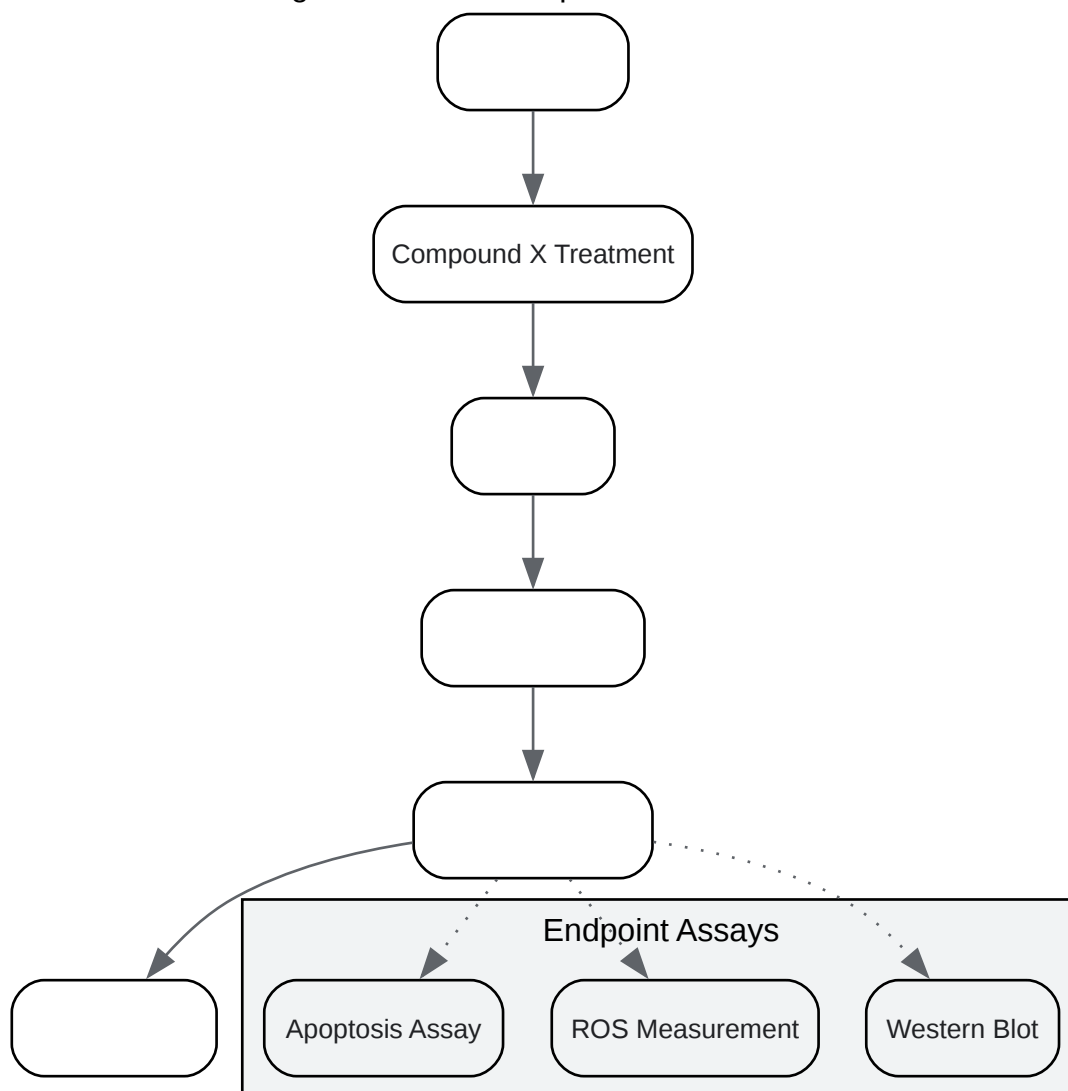 Compound X Treatment
Endpoint Assays
Apoptosis Assay
ROS Measurement
Western Blot